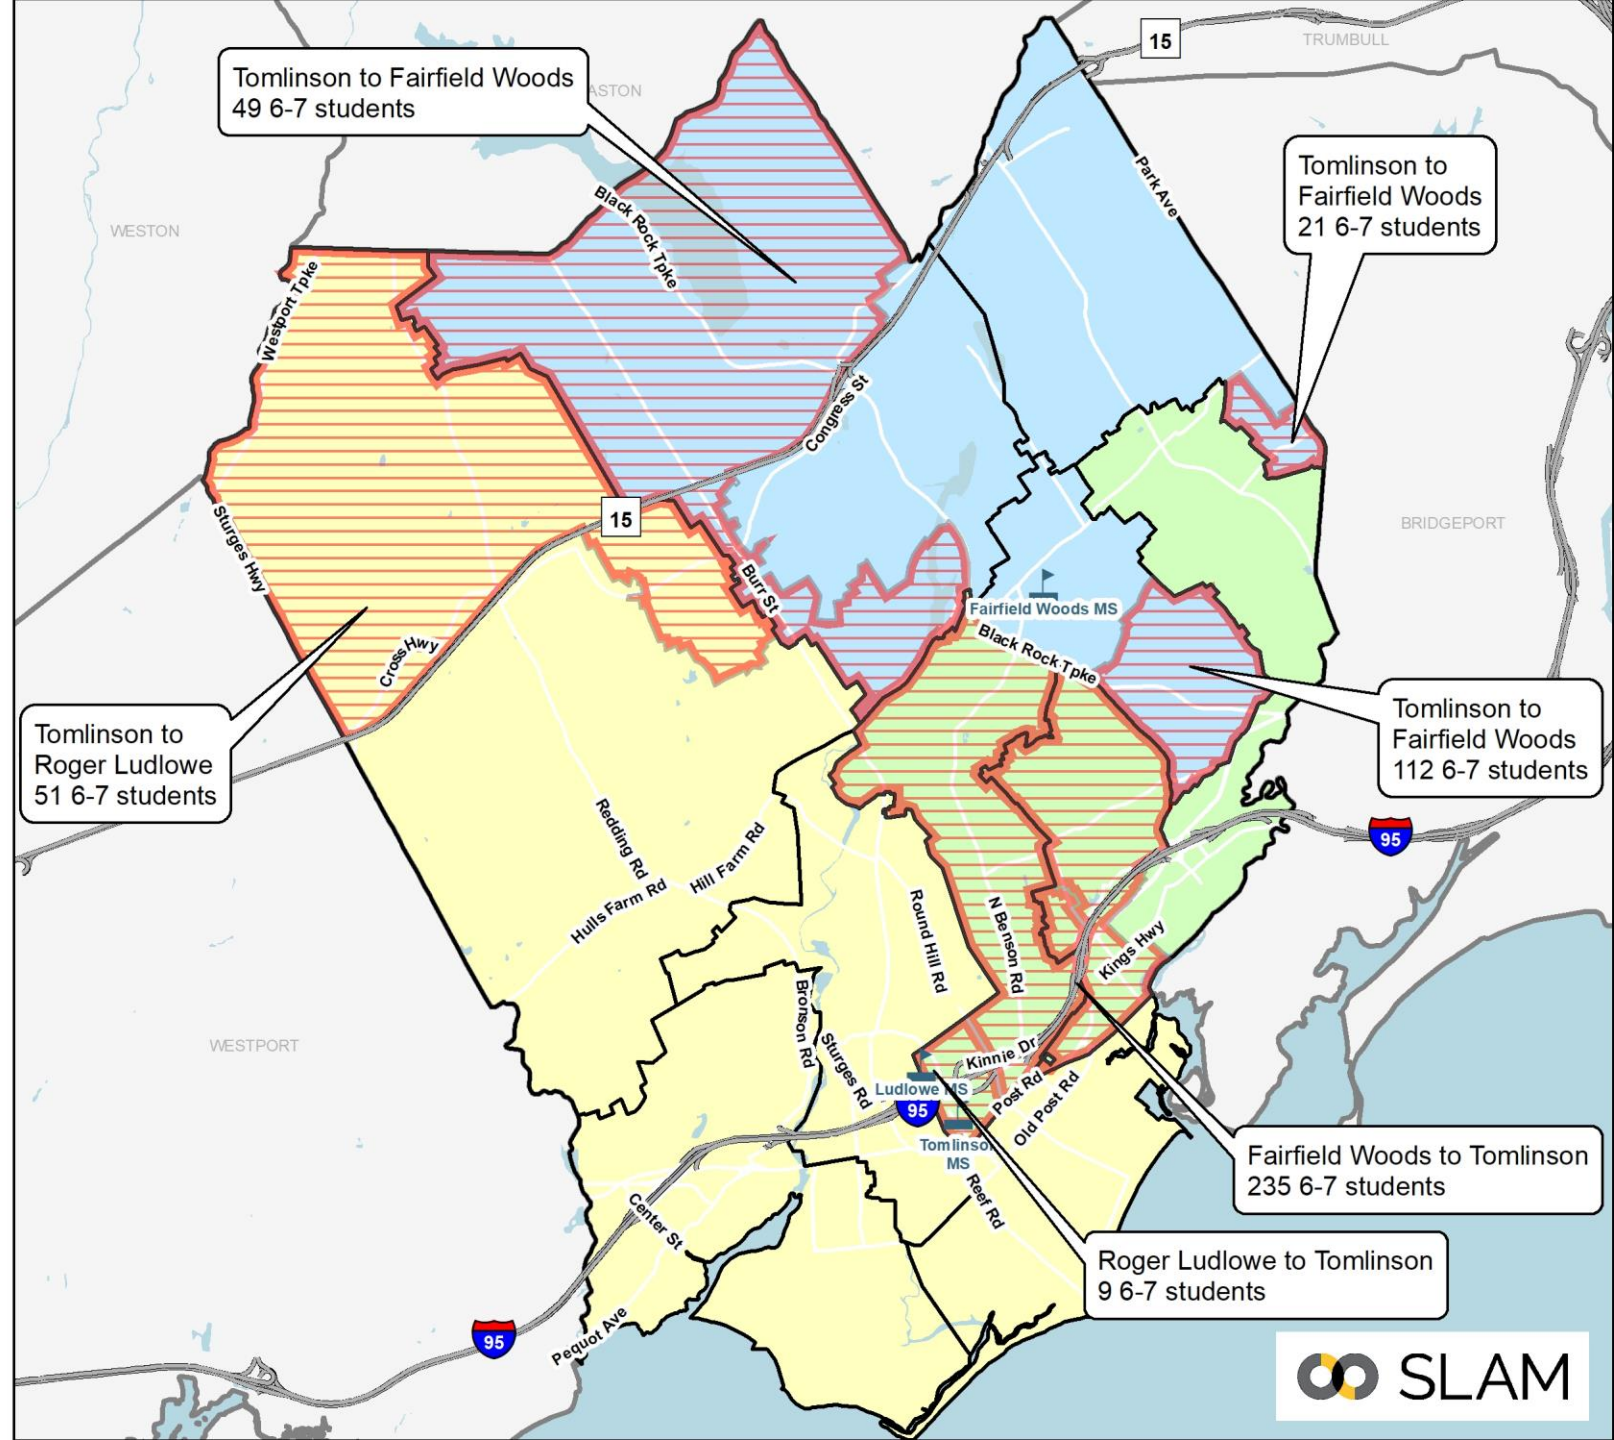 15
TRUMBULL
Tomlinson to Fairfield Woods
49 6-7 students
ASTON
Tomlinson to
Fairfield Woods
21 6-7 students
Park Ave
WESTON
Black Rock Tpke
Westport Tpke
Congress St
15
BRIDGEPORT
Sturges Hwy
Burr St
Fairfield Woods MS
Black Rock Tpke
Cross Hwy
Tomlinson to
Roger Ludlowe
51 6-7 students
Tomlinson to
Fairfield Woods
112 6-7 students
95
Redding Rd
Hill Farm Rd
Hulls Farm Rd
Round Hill Rd
N Benson Rd
Kings Hwy
WESTPORT
Bronson Rd
Sturges Rd
Kinnie Dr
Ludlowe MS
Post Rd
Old Post Rd
95
Tomlinson
MS
Fairfield Woods to Tomlinson
235 6-7 students
Reef Rd
Center St
Roger Ludlowe to Tomlinson
9 6-7 students
95
Pequot Ave
SLAM